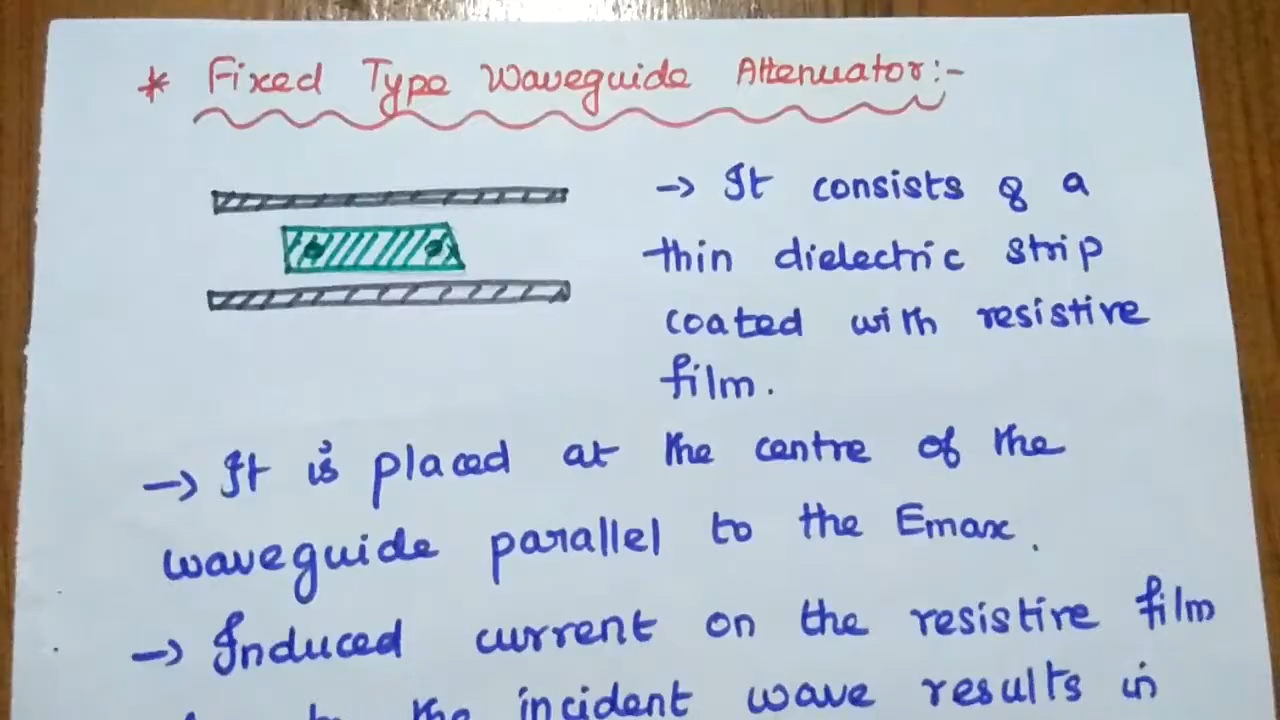 * Fixed Type Waveguide Attenuator:-
→ It consists of a
thin dielectric strip
coated with resistive
film.
→ It is placed at the centre of the
waveguide parallel to the Emax.
→ Induced current on the resistive film
the incident wave results in